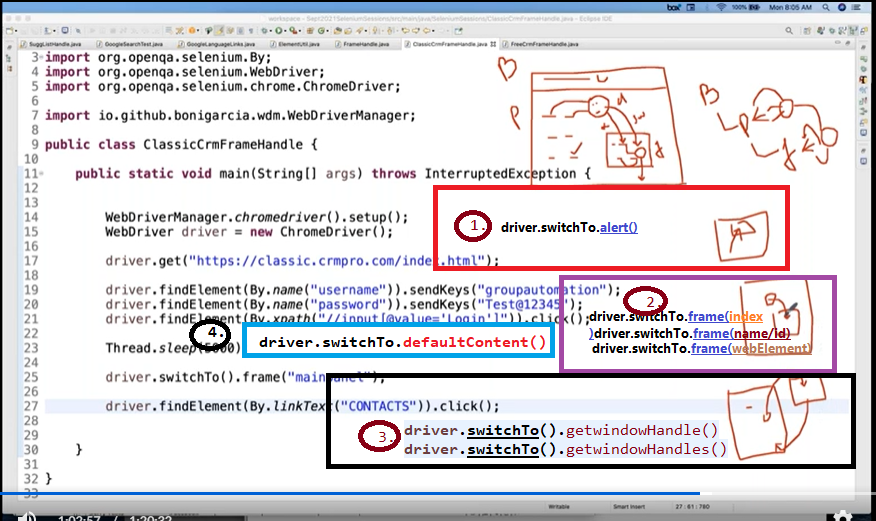 box
100%
Mon 8:05 AM
workspace - Sept2021SeleniumSessions/src/main/java/SeleniumSessions/ClassicCrmFrameHandle.java - Eclipse IDE
SuggListHandle.java
GoogleSearchTest.java
GoogleLanguageLinks.java
ElementUtil.java
FrameHandle.java
ClassicCrmFrameHandle.java
FreeCrmFrameHandle.java
3 import org.openqa.selenium.By;
4 import org.openqa.selenium.WebDriver;
5 import org.openqa.selenium.chrome.ChromeDriver;
6
7 import io.github.bonigarcia.wdm.WebDriverManager;
8
9 public class ClassicCrmFrameHandle {
10
11 public static void main(String[] args) throws InterruptedException {
12
13
14 WebDriverManager.chromedriver().setup();
15 WebDriver driver = new ChromeDriver();
16
17 driver.get("https://classic.crmpro.com/index.html");
18
19 driver.findElement(By.name("username")).sendKeys("groupautomation");
20 driver.findElement(By.name("password")).sendKeys("Test@12345");
21 driver.findElement(By.xpath("//input[@value='Login']")).click();
22
23 Thread.sleep(5000)
24
25 driver.switchTo().frame("mainpanel");
26
27 driver.findElement(By.linkText("CONTACTS")).click();
28
29
30 }
31
32 }
33
B
P
B
P
f
1.
driver.switchTo.alert()
2.
driver.switchTo.frame(index
)driver.switchTo.frame(name/id)
driver.switchTo.frame(webElement)
4.
driver.switchTo.defaultContent()
3.
driver.switchTo().getwindowHandle()
driver.switchTo().getwindowHandles()
Writable
Smart Insert
27 : 61 : 780
1:02:57 / 1:20:32